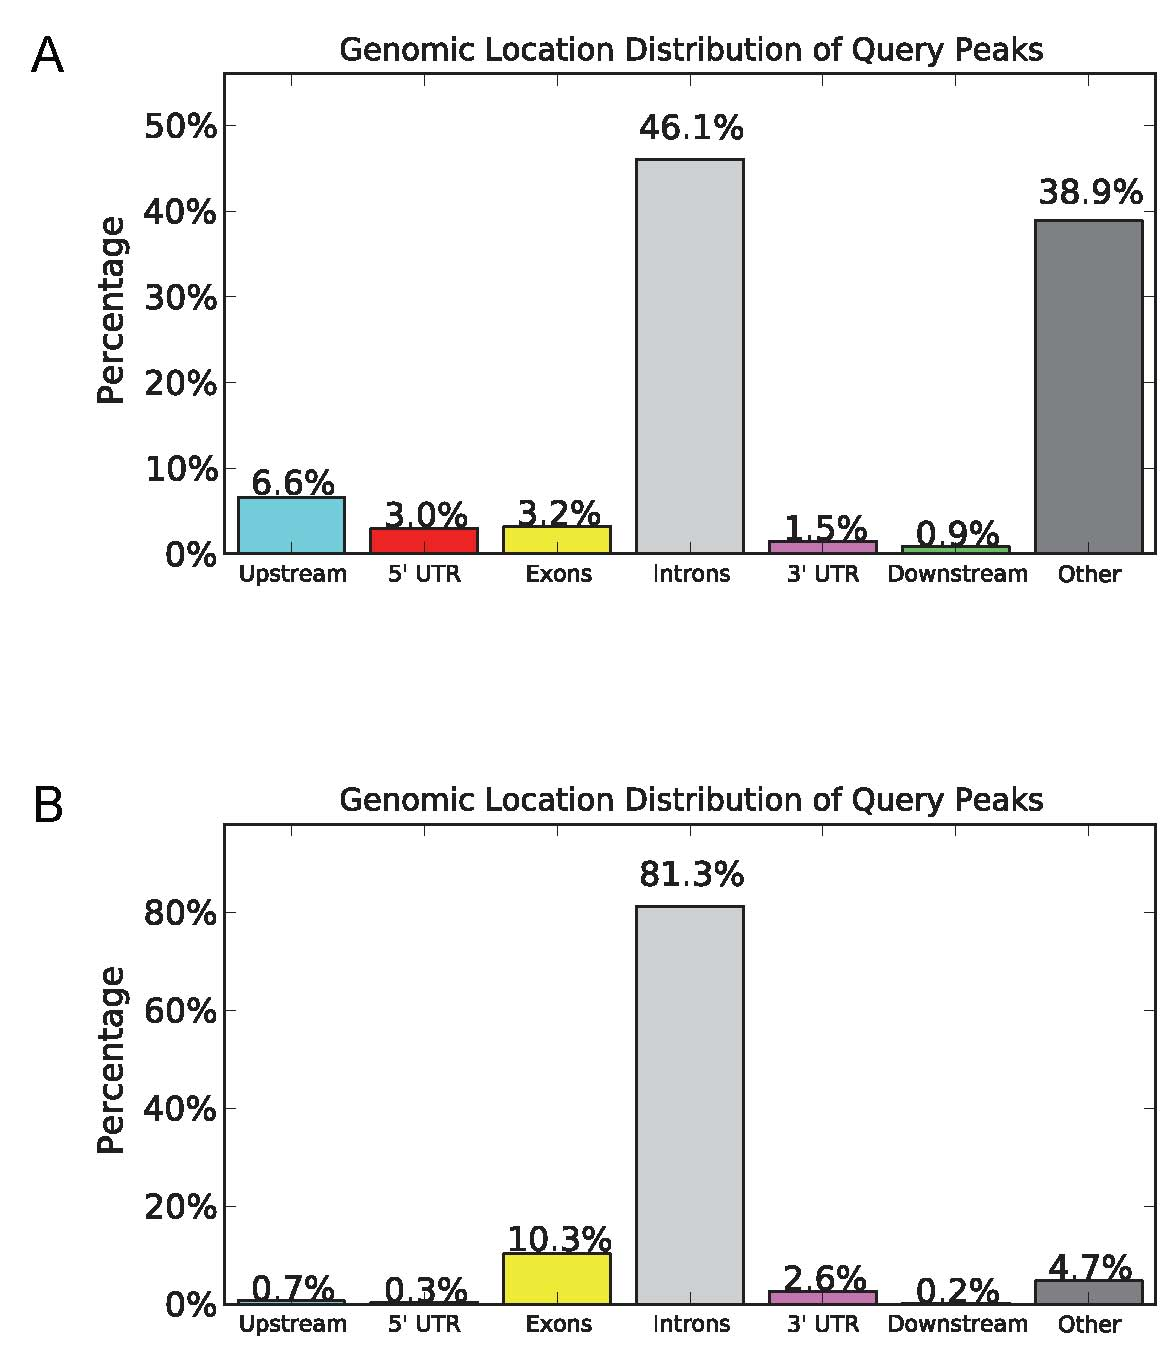 A
Genomic Location Distribution of Query Peaks
Percentage
50%
40%
30%
20%
10%
0%
6.6%
3.0%
3.2%
46.1%
1.5%
0.9%
38.9%
Upstream
5' UTR
Exons
Introns
3' UTR
Downstream
Other
B
Genomic Location Distribution of Query Peaks
Percentage
80%
60%
40%
20%
0%
0.7%
0.3%
10.3%
81.3%
2.6%
0.2%
4.7%
Upstream
5' UTR
Exons
Introns
3' UTR
Downstream
Other